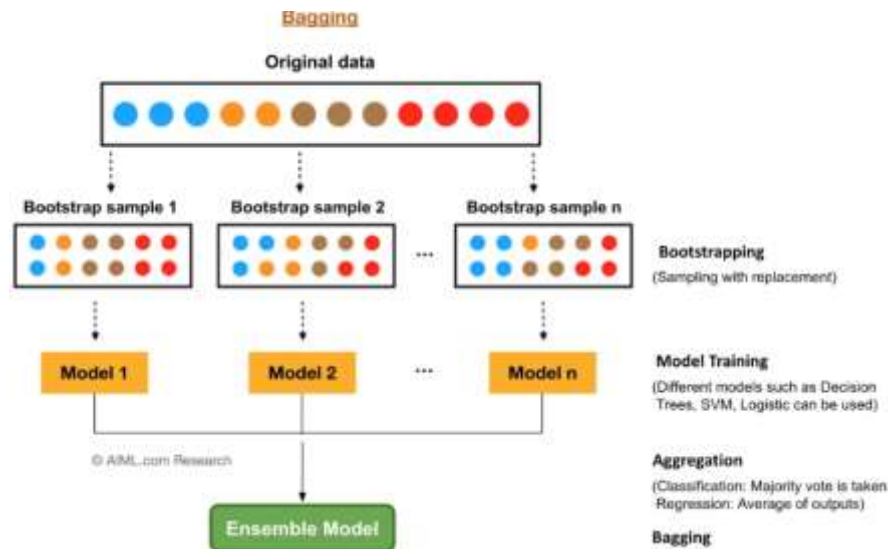 Bagging
Original data
Bootstrap sample 1
Bootstrap sample 2
Bootstrap sample n
...
Bootstrapping
(Sampling with replacement)
Model 1
Model 2
...
Model n
Model Training
(Different models such as Decision
Trees, SVM, Logistic can be used)
© AIML.com Research
Aggregation
(Classification: Majority vote is taken
Regression: Average of outputs)
Ensemble Model
Bagging